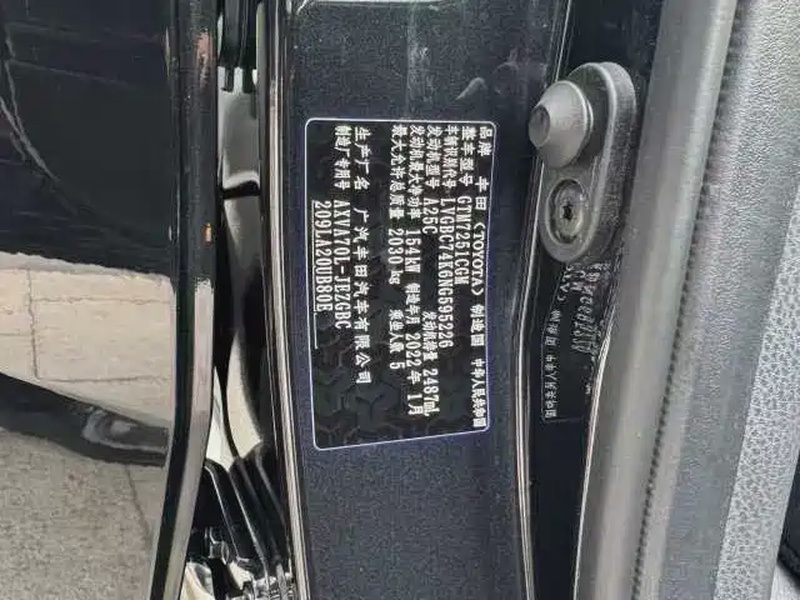 品牌 丰田(TOYOTA) 制造国 中华人民共和国
整车型号 GTM7251CGM
车辆识别代号 LVGBC74K6NG595226
发动机型号 A25C 发动机排量 2487mL
发动机最大净功率 154kW 制造年月 2022年1月
最大允许总质量 2030kg 乘坐人数 5
生产厂名 广汽丰田汽车有限公司
制造厂专用号 AXVA70L-JEZGBC
209LA20UB80E